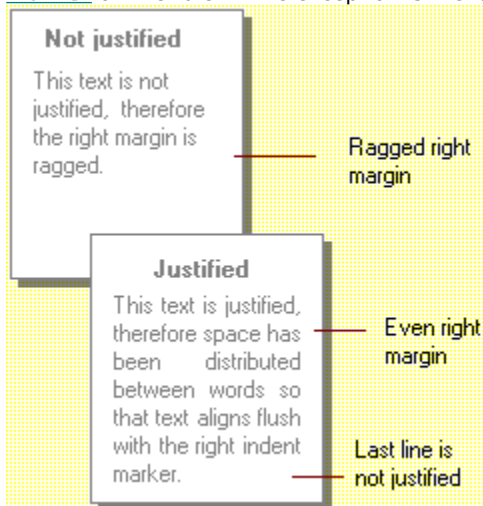 Not justified
This text is not
justified, therefore
the right margin is
ragged.
Ragged right
margin
Justified
This text is justified,
therefore space has
been distributed
between words so
that text aligns flush
with the right indent
marker.
Even right
margin
Last line is
not justified